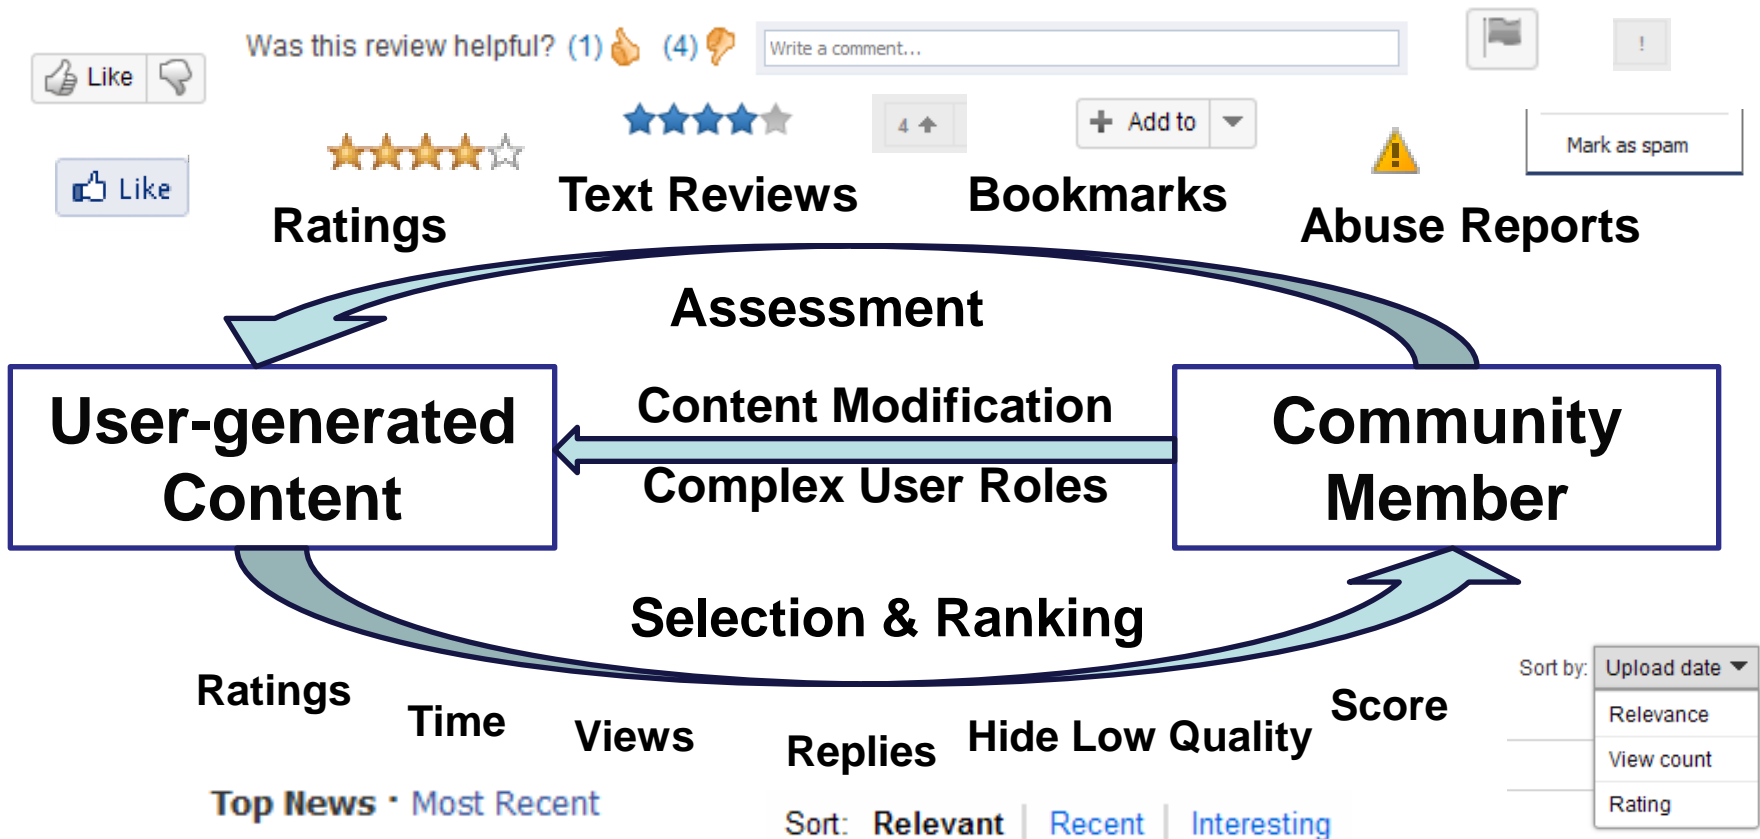 Was this review helpful? (1) (4)
Write a comment...
!
Like
4
Add to
Mark as spam
Like
Text Reviews
Bookmarks
Ratings
Abuse Reports
Assessment
User-generated
Content
Content Modification
Complex User Roles
Community
Member
Selection & Ranking
Ratings
Time
Views
Replies
Hide Low Quality
Score
Sort by: Upload date
Relevance
View count
Rating
Top News · Most Recent
Sort: Relevant | Recent | Interesting